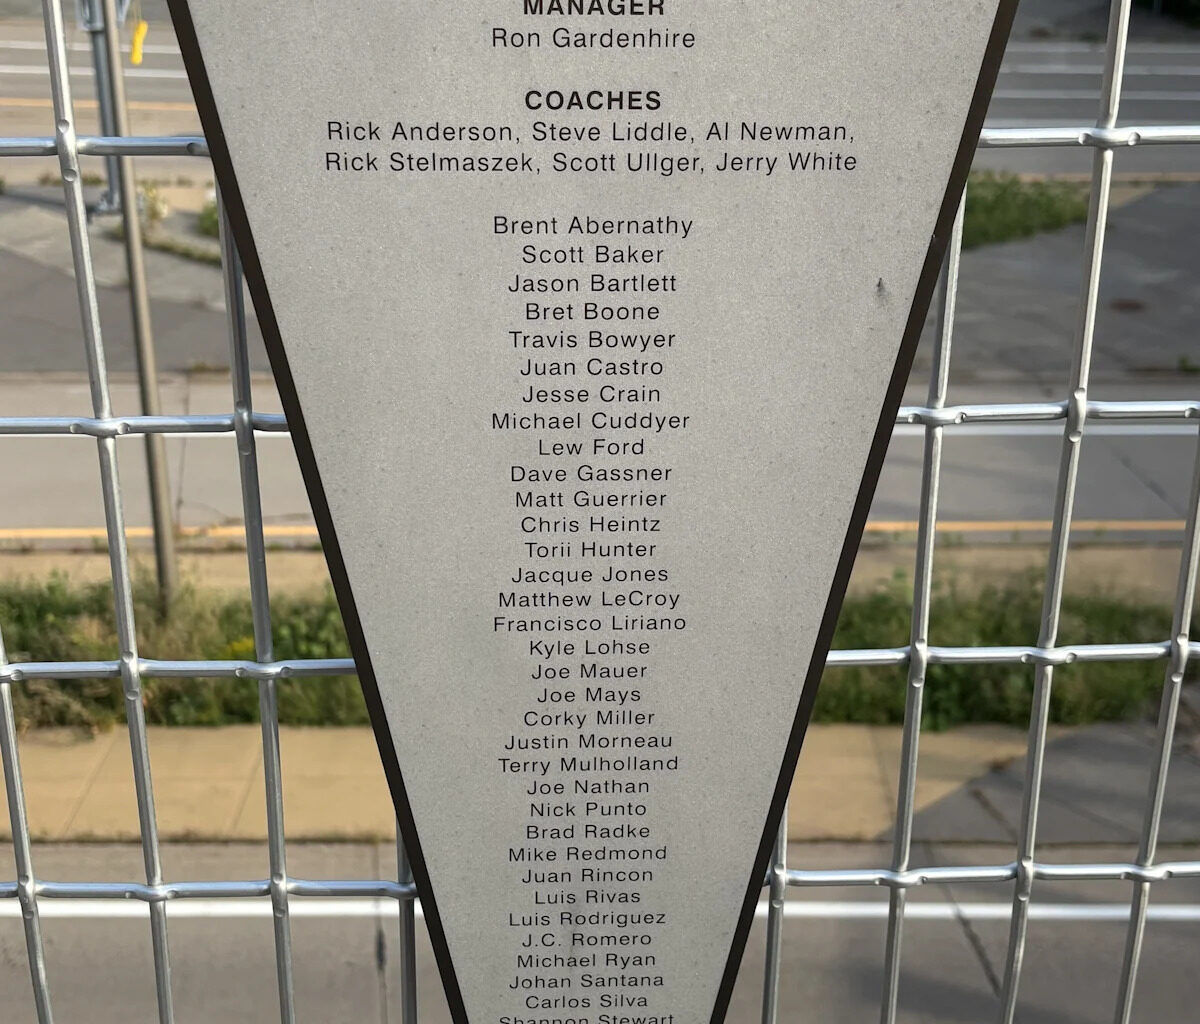 MANAGER
Ron Gardenhire
COACHES
Rick Anderson, Steve Liddle, Al Newman,
Rick Stelmaszek, Scott Ullger, Jerry White
Brent Abernathy
Scott Baker
Jason Bartlett
Bret Boone
Travis Bowyer
Juan Castro
Jesse Crain
Michael Cuddyer
Lew Ford
Dave Gassner
Matt Guerrier
Chris Heintz
Torii Hunter
Jacque Jones
Matthew LeCroy
Francisco Liriano
Kyle Lohse
Joe Mauer
Joe Mays
Corky Miller
Justin Morneau
Terry Mulholland
Joe Nathan
Nick Punto
Brad Radke
Mike Redmond
Juan Rincon
Luis Rivas
Luis Rodriguez
J.C. Romero
Michael Ryan
Johan Santana
Carlos Silva
Shannon Stewart